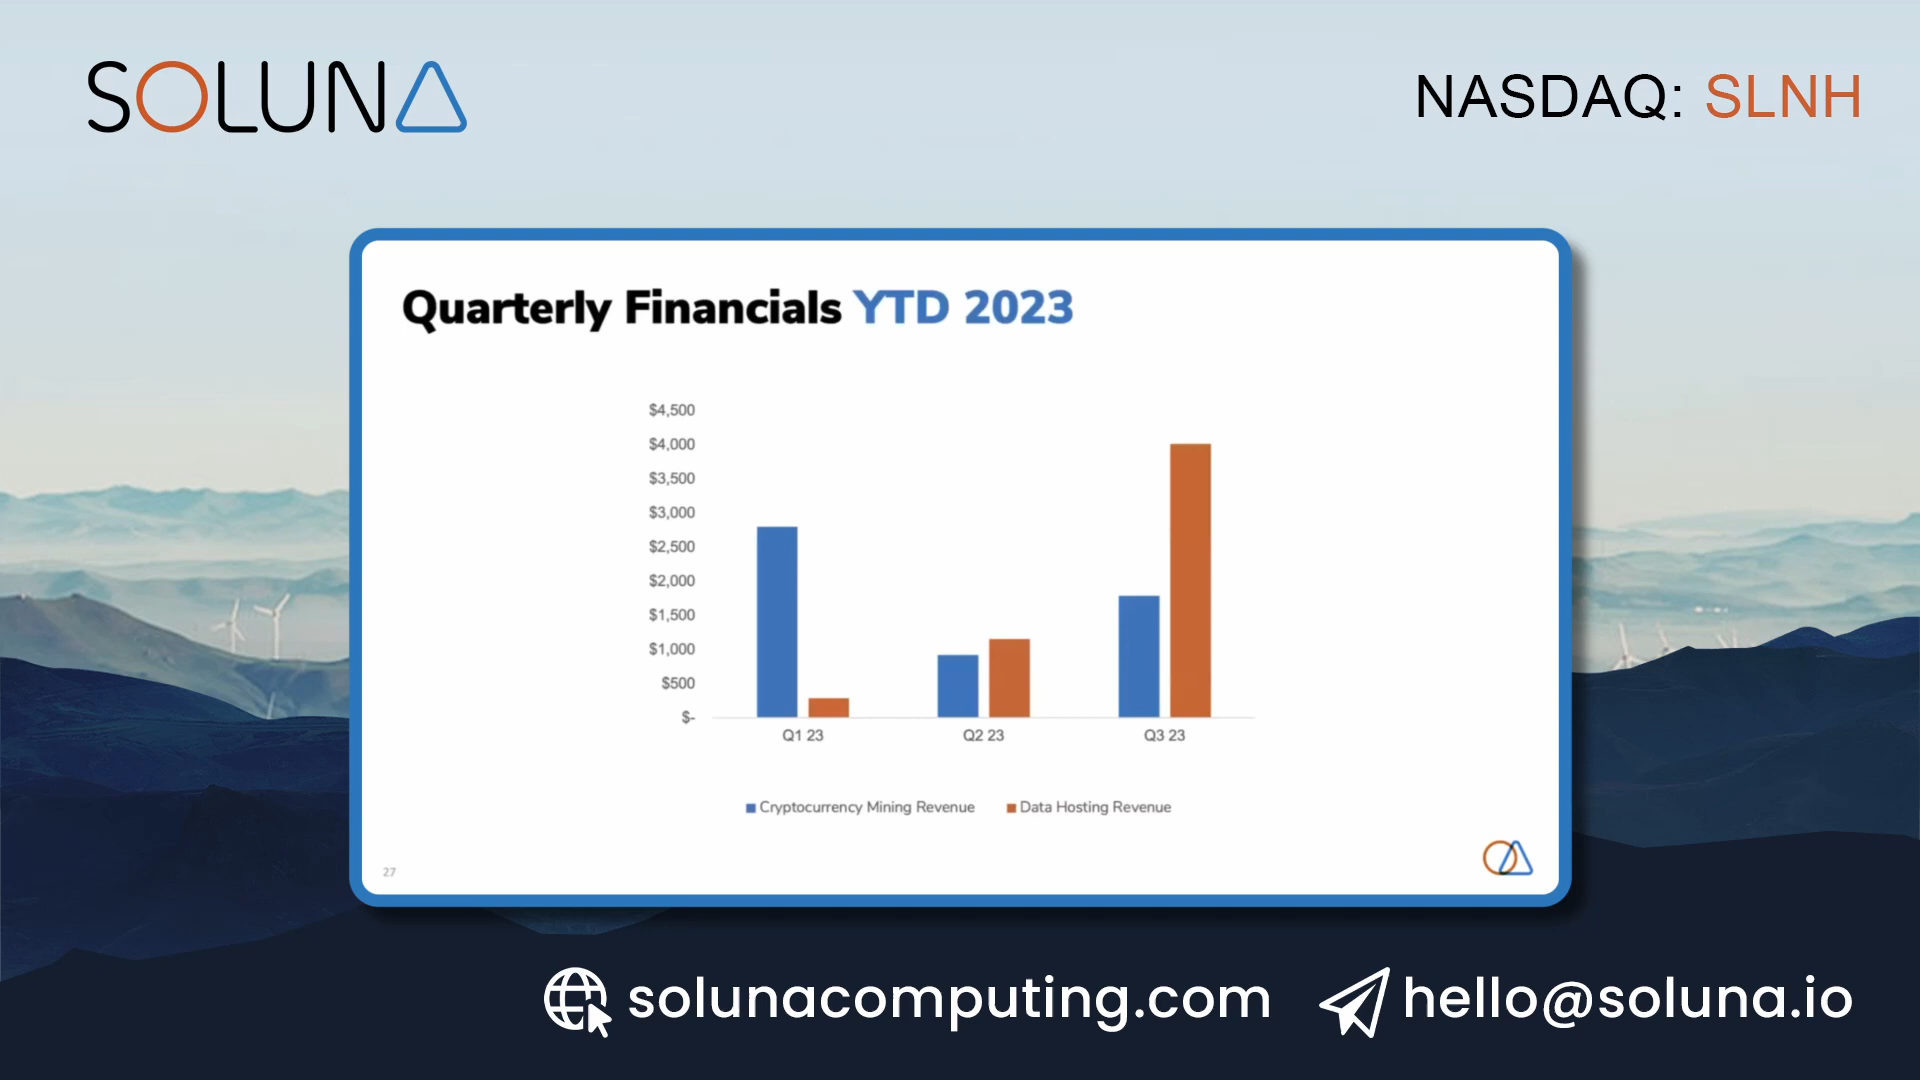 SOLUNA
NASDAQ: SLNH
Quarterly Financials YTD 2023
$4,500
$4,000
$3,500
$3,000
$2,500
$2,000
$1,500
$1,000
$500
$-
Q1 23 Q2 23 Q3 23
Cryptocurrency Mining Revenue Data Hosting Revenue
27
solunacomputing.com hello@soluna.io